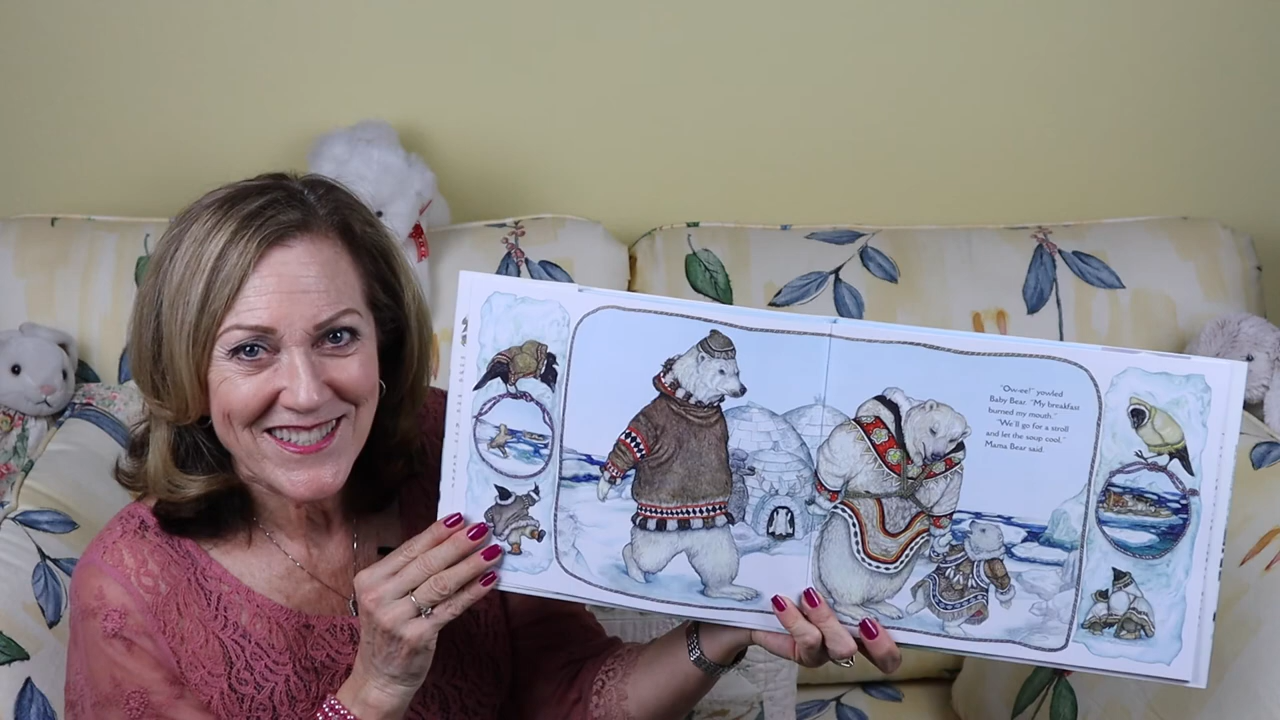 "Ow-ee!" yowled
Baby Bear. "My breakfast
burned my mouth."
"We'll go for a stroll
and let the soup cool,"
Mama Bear said.